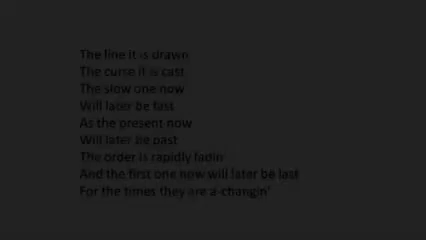 The line it is drawn
The curse it is cast
The slow one now
Will later be fast
As the present now
Will later be past
The order is rapidly fadin'
And the first one now will later be last
For the times they are a-changin'